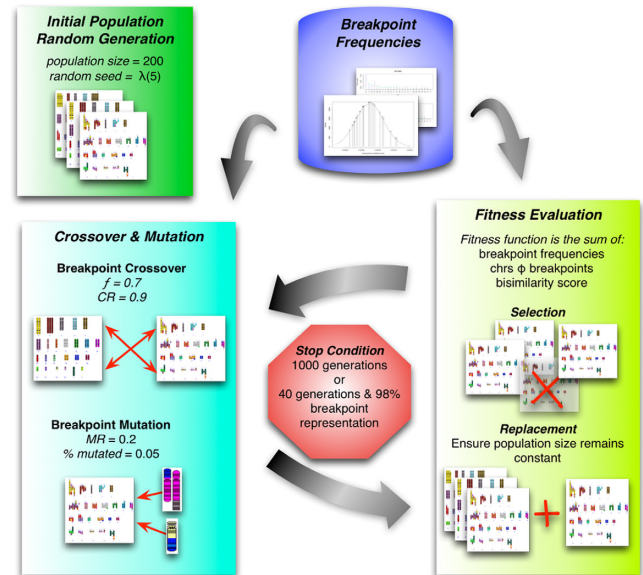 Initial Population
Random Generation
population size = 200
random seed = λ(5)
Breakpoint
Frequencies
Crossover & Mutation
Breakpoint Crossover
f = 0.7
CR = 0.9
Breakpoint Mutation
MR = 0.2
% mutated = 0.05
Stop Condition
1000 generations
or
40 generations & 98%
breakpoint
representation
Fitness Evaluation
Fitness function is the sum of:
breakpoint frequencies
chrs φ breakpoints
bisimilarity score
Selection
Replacement
Ensure population size remains
constant